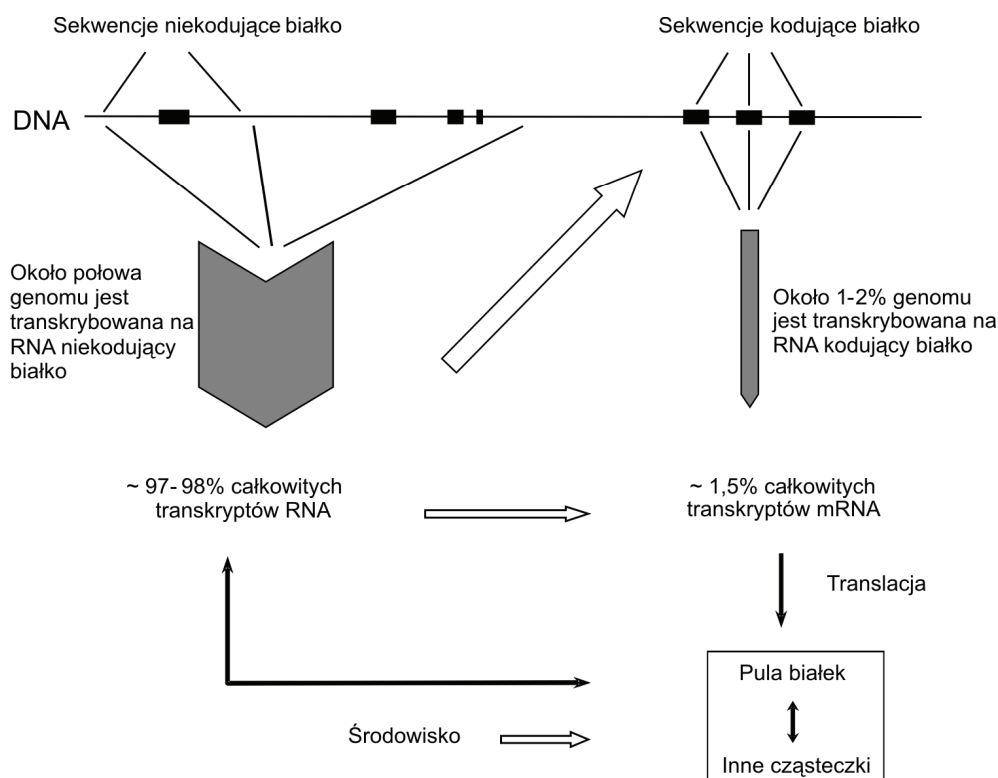 Sekwencje niekodujące białko
Sekwencje kodujące białko
DNA
Około połowa
genomu jest
transkrybowana na
RNA niekodujący
białko
Około 1-2% genomu
jest transkrybowana na
RNA kodujący białko
~ 97- 98% całkowitych
transkryptów RNA
~ 1,5% całkowitych
transkryptów mRNA
Translacja
Pula białek
Środowisko
Inne cząsteczki